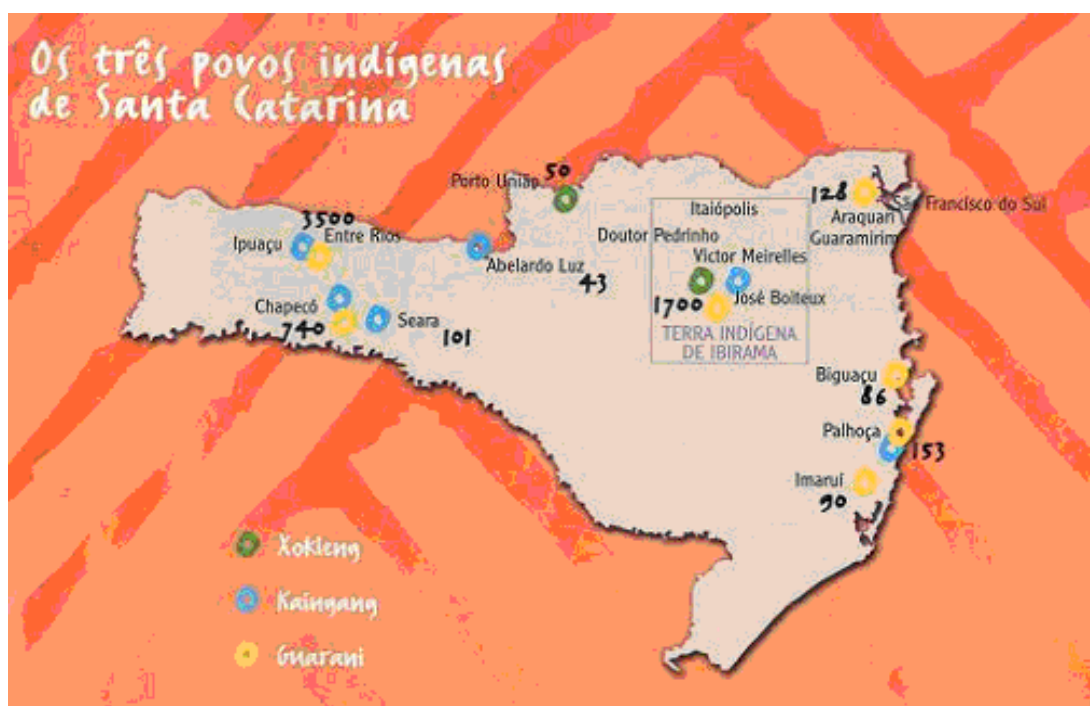 Os três povos indígenas
de Santa Catarina
50
Porto União
128
São Francisco do Sul
Itaiópolis
Araquari
3500
Entre Rios
Ipuaçu
Doutor Pedrinho
Guaramirim
Abelardo Luz
Victor Meirelles
43
Chapecó
1700
José Boiteux
740
Seara
101
TERRA INDÍGENA
DE IBIRAMA
Biguaçu
86
Palhoça
153
Imaruí
90
Xokleng
Kaingang
Guarani